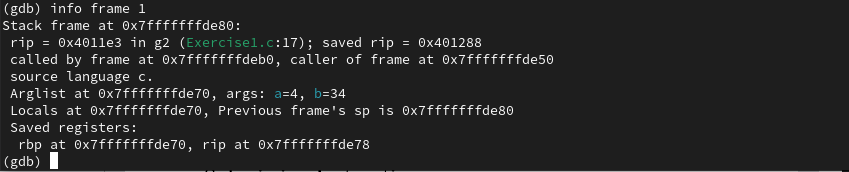 (gdb) info frame 1
Stack frame at 0x7fffffffde80:
 rip = 0x4011e3 in g2 (Exercise1.c:17); saved rip = 0x401288
 called by frame at 0x7fffffffdeb0, caller of frame at 0x7fffffffde50
 source language c.
 Arglist at 0x7fffffffde70, args: a=4, b=34
 Locals at 0x7fffffffde70, Previous frame's sp is 0x7fffffffde80
 Saved registers:
  rbp at 0x7fffffffde70, rip at 0x7fffffffde78
(gdb)